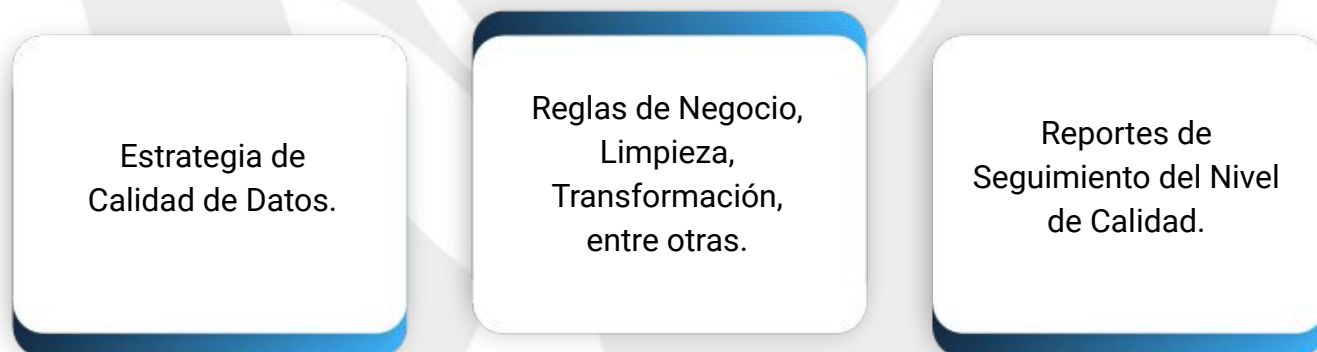 Estrategia de
Calidad de Datos.
Reglas de Negocio,
Limpieza,
Transformación,
entre otras.
Reportes de
Seguimiento del Nivel
de Calidad.